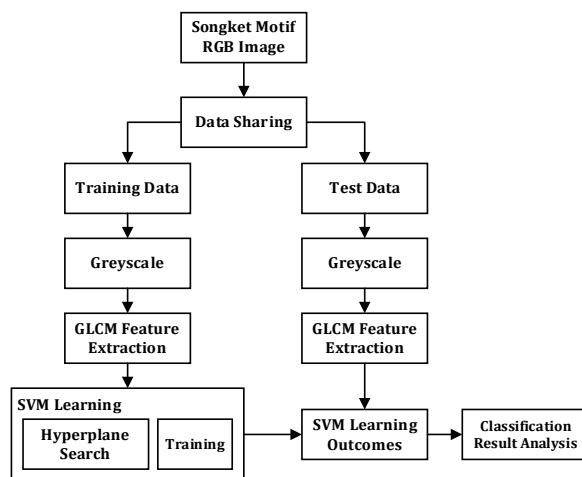 Songket Motif
RGB Image
Data Sharing
Training Data
Test Data
Greyscale
Greyscale
GLCM Feature
Extraction
GLCM Feature
Extraction
SVM Learning
Hyperplane
Search
Training
SVM Learning
Outcomes
Classification
Result Analysis